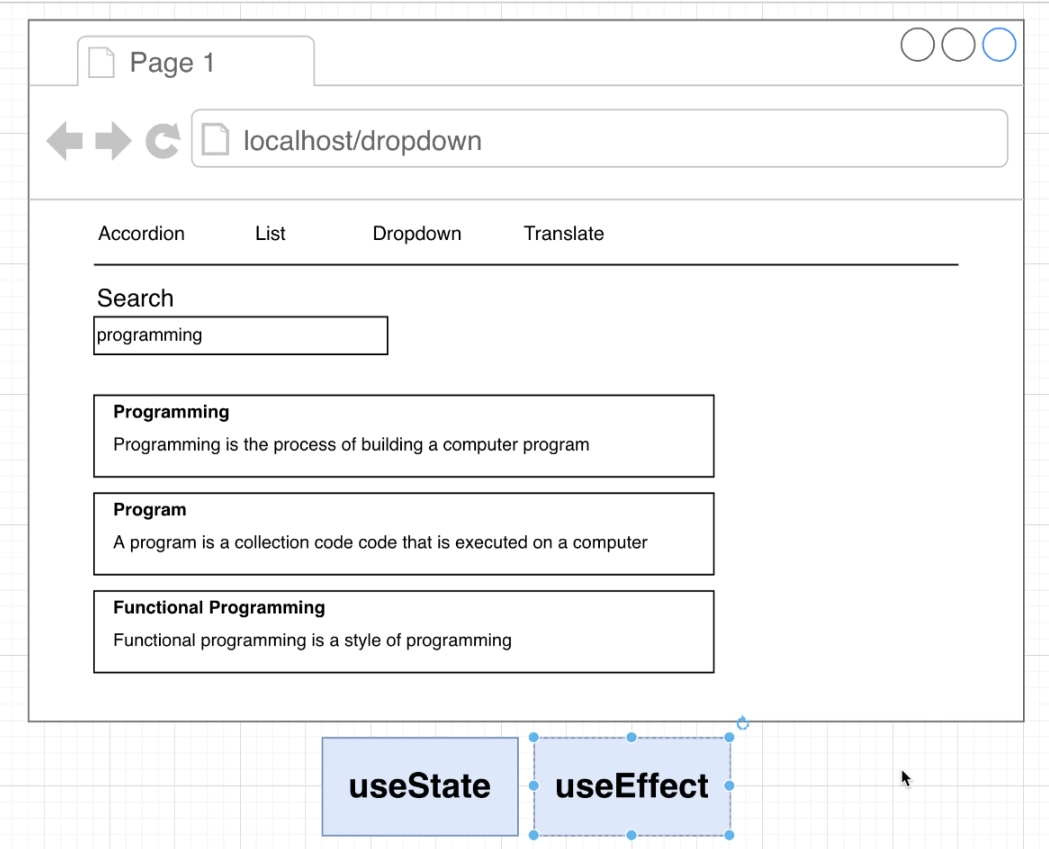 Page 1
localhost/dropdown
Accordion List Dropdown Translate
Search
programming
Programming
Programming is the process of building a computer program
Program
A program is a collection code code that is executed on a computer
Functional Programming
Functional programming is a style of programming
useState useEffect